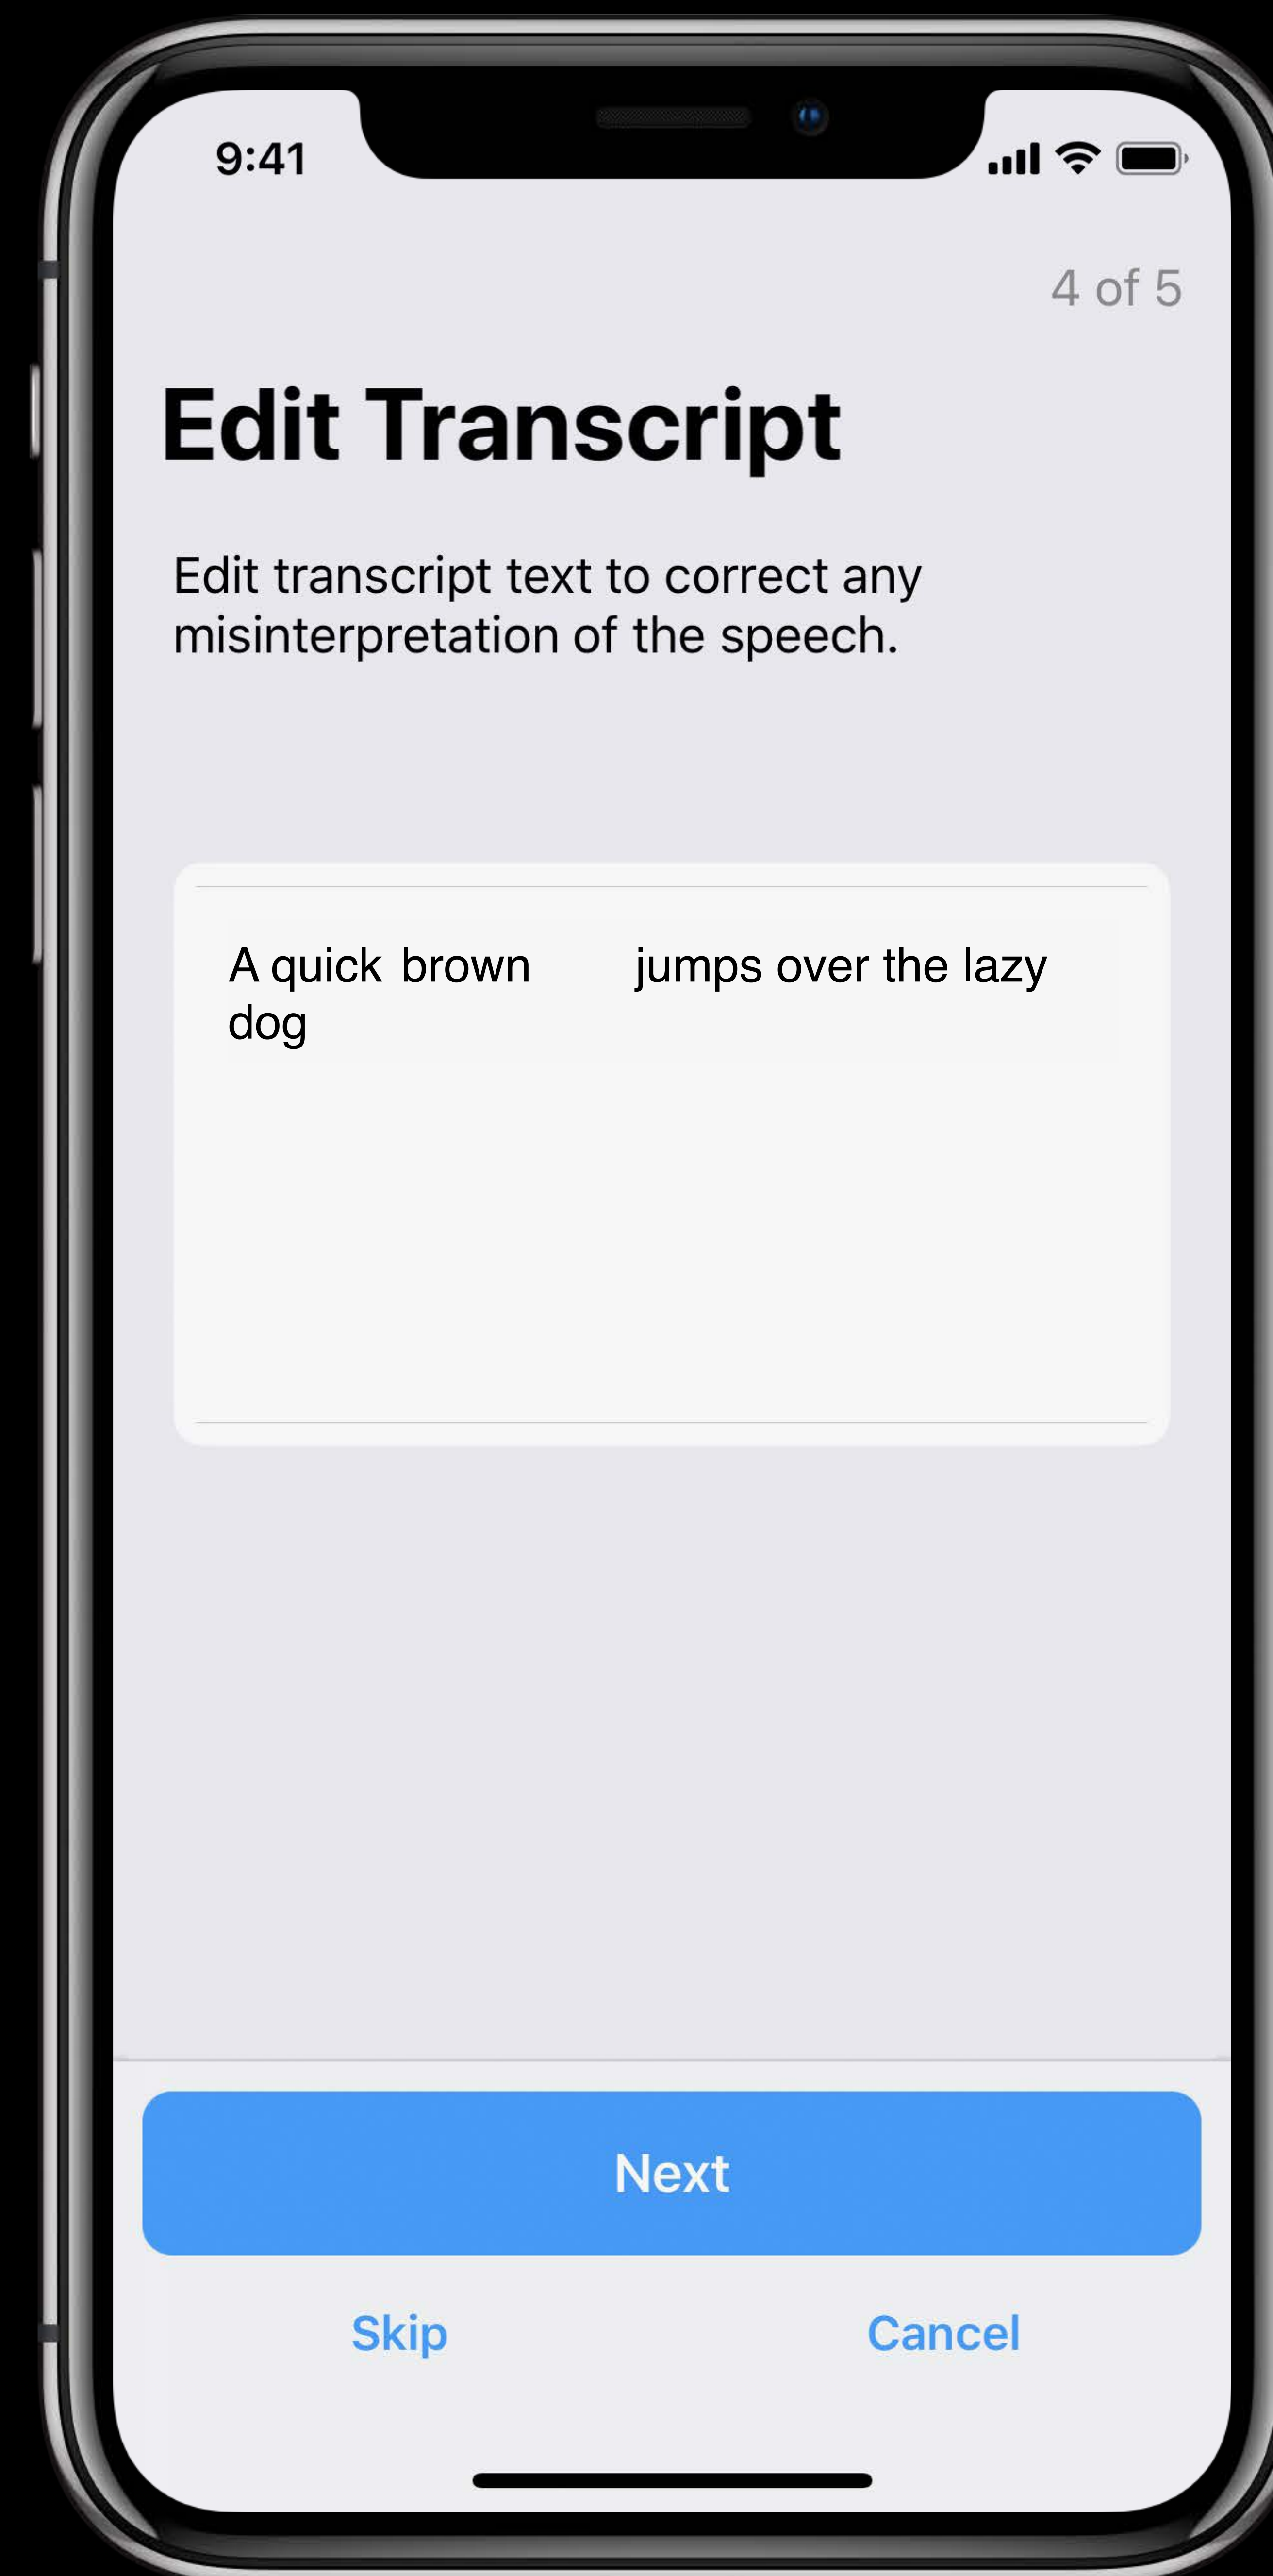 9:41
4 of 5
Edit Transcript
Edit transcript text to correct any
misinterpretation of the speech.
A quick brown jumps over the lazy
dog
Next
Skip
Cancel